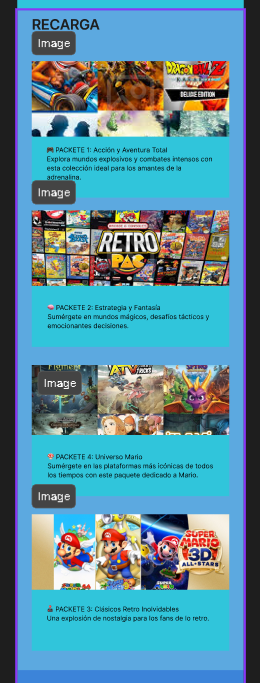 RECARGA
Image
DRAGON BALL Z
DELUXE EDITION
🎮 PACKETE 1: Acción y Aventura Total
Explora mundos explosivos y combates intensos con
esta colección ideal para los amantes de la
adrenalina.
Image
RETRO
PACK
PACKETE 2: Estrategia y Fantasía
Sumérgete en mundos mágicos, desafíos tácticos y
emocionantes decisiones.
Image
ATV
TRICKS
PACKETE 4: Universo Mario
Sumérgete en las plataformas más icónicas de todos
los tiempos con este paquete dedicado a Mario.
Image
SUPER
MARIO
3D
ALL-STARS
PACKETE 3: Clásicos Retro Inolvidables
Una explosión de nostalgia para los fans de lo retro.